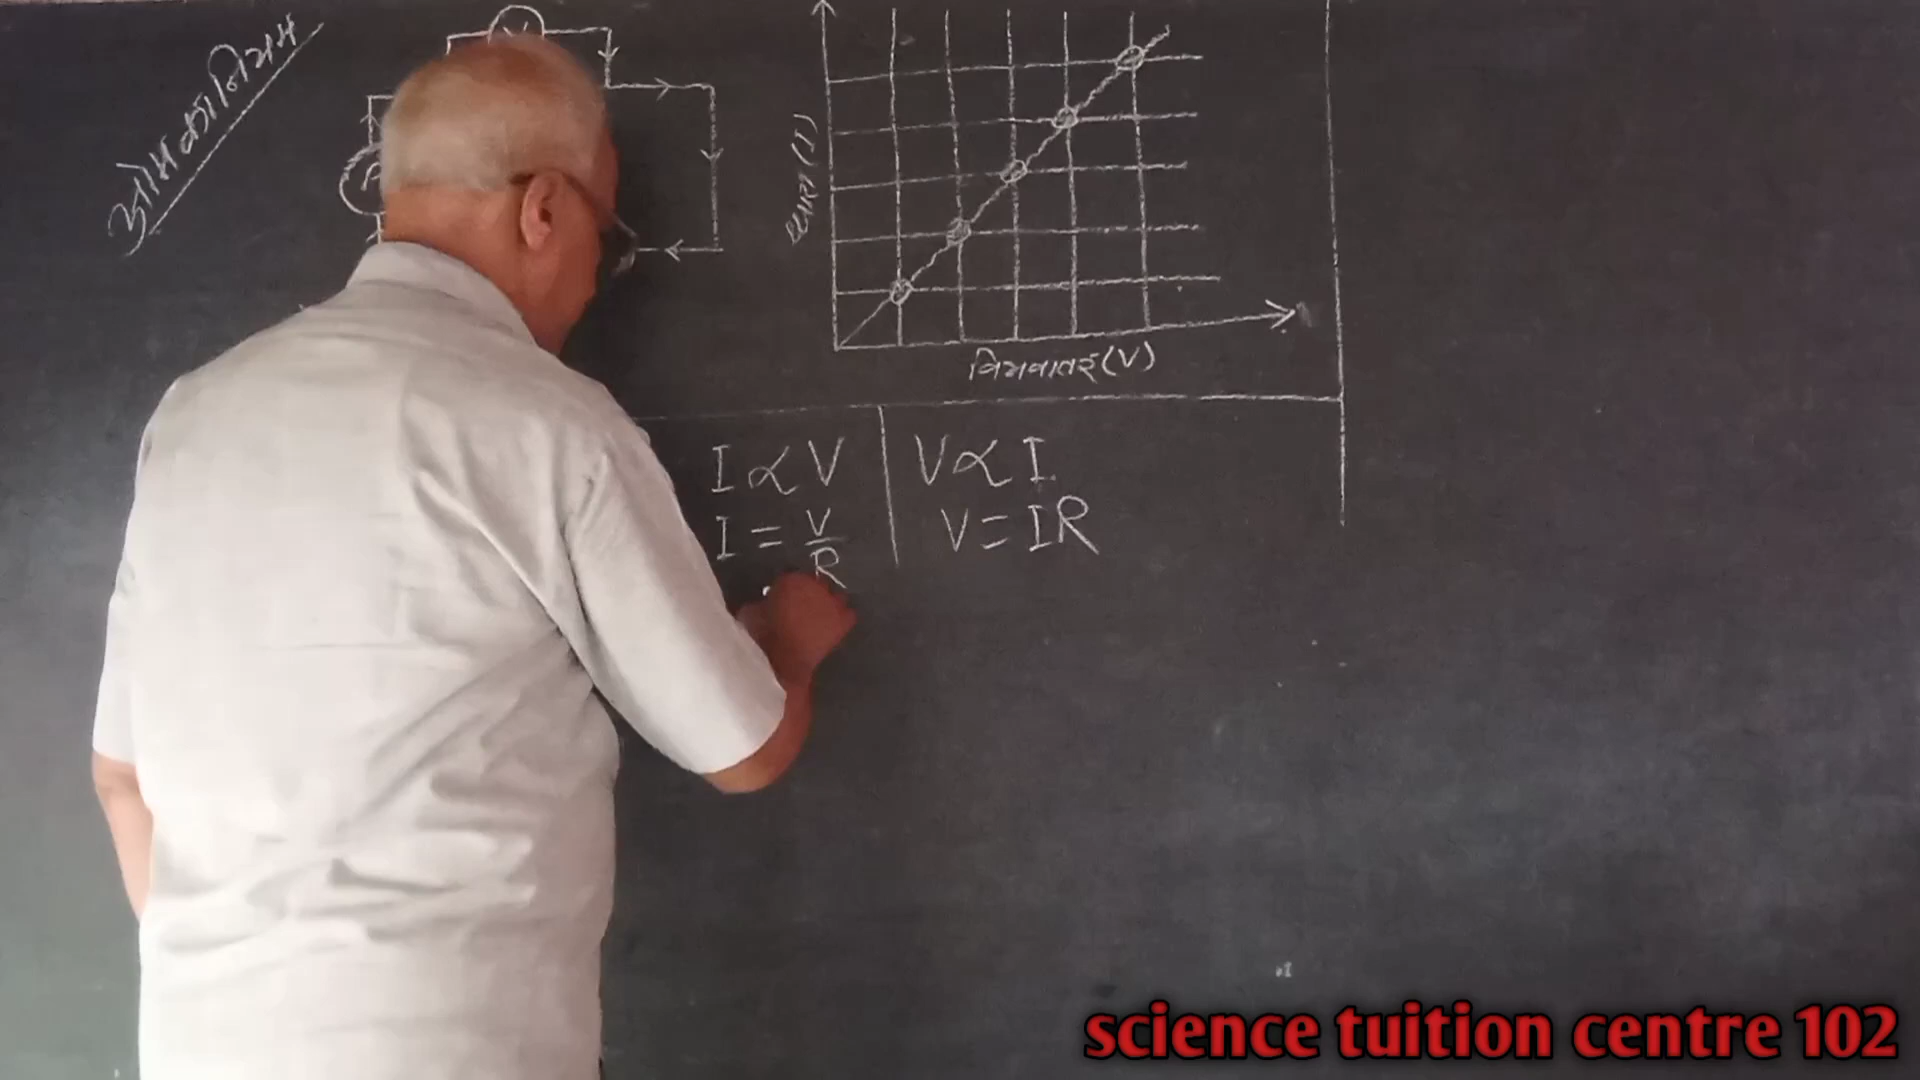 ओम का नियम
V
A
धारा (I)
विभवांतर (V)
I ∝ V
I = V/R
V ∝ I
V = IR
science tuition centre 102